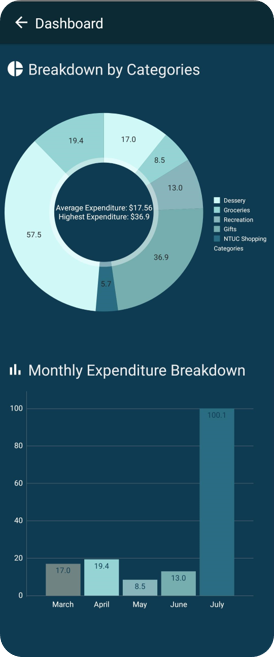 Dashboard
Breakdown by Categories
17.0
19.4
8.5
13.0
Average Expenditure: $17.56
Highest Expenditure: $36.9
57.5
36.9
5.7
Dessery
Groceries
Recreation
Gifts
NTUC Shopping
Categories
Monthly Expenditure Breakdown
100
80
60
40
20
0
17.0
19.4
8.5
13.0
100.1
March April May June July